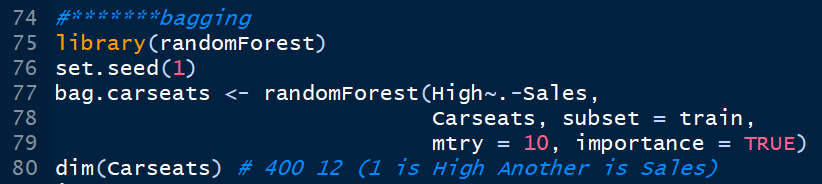 74 #*******bagging
75 library(randomForest)
76 set.seed(1)
77 bag.carseats <- randomForest(High~.-Sales,
78                              Carseats, subset = train,
79                              mtry = 10, importance = TRUE)
80 dim(Carseats) # 400 12 (1 is High Another is Sales)